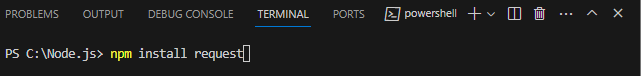 PROBLEMS OUTPUT DEBUG CONSOLE TERMINAL PORTS powershell
PS C:\Node.js> npm install request